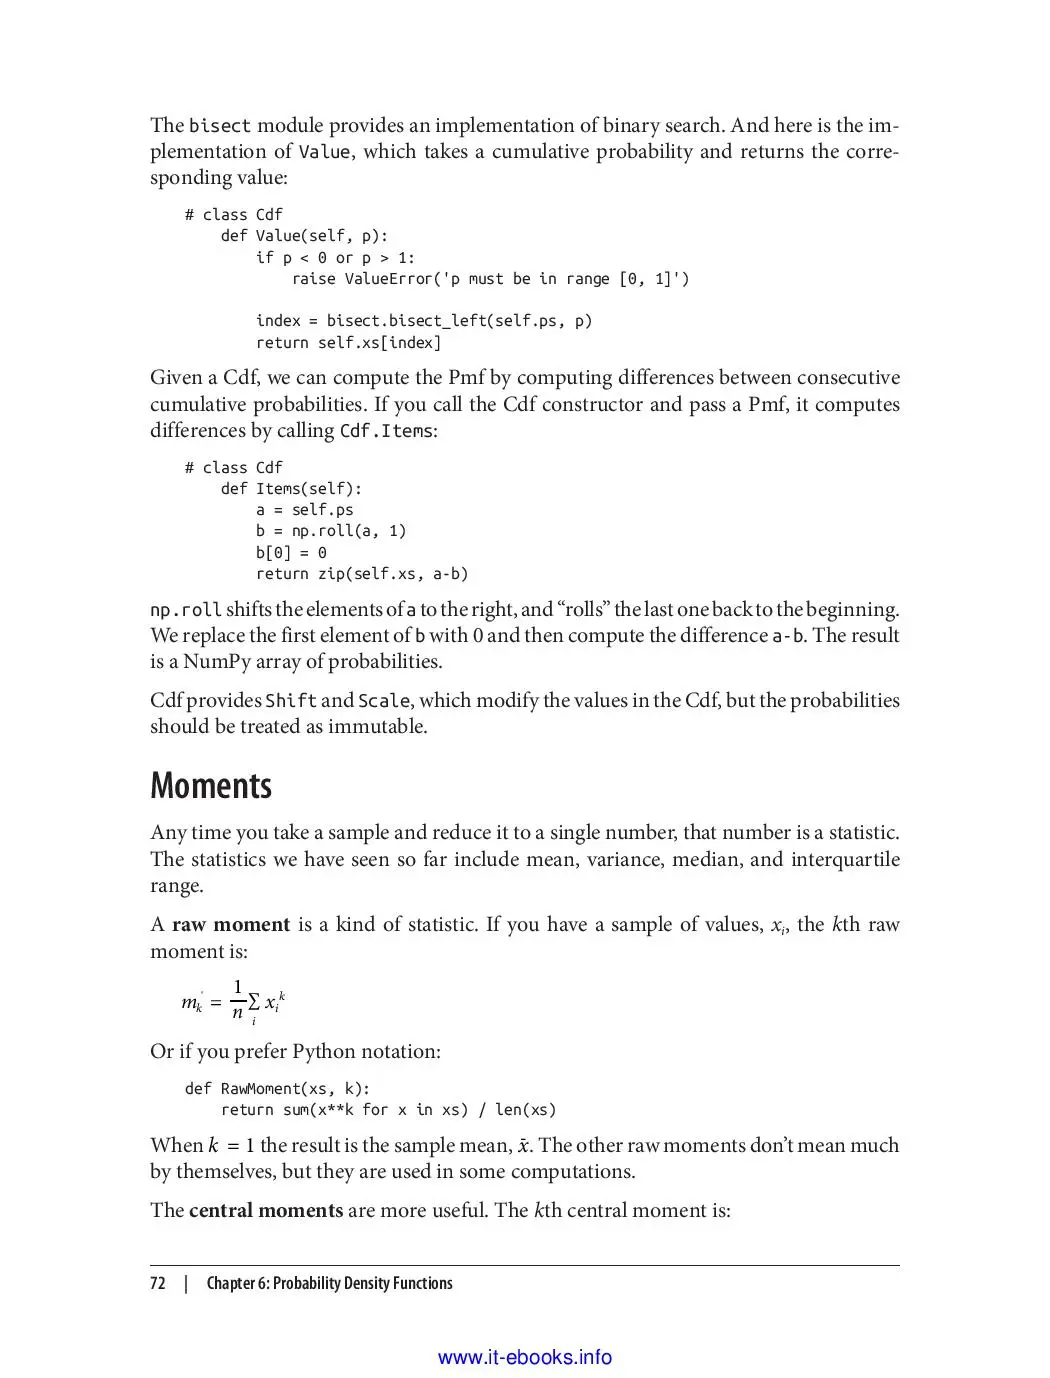 The bisect module provides an implementation of binary search. And here is the im-
plementation of Value, which takes a cumulative probability and returns the corre-
sponding value:
# class Cdf
    def Value(self, p):
        if p < 0 or p > 1:
            raise ValueError('p must be in range [0, 1]')

        index = bisect.bisect_left(self.ps, p)
        return self.xs[index]
Given a Cdf, we can compute the Pmf by computing differences between consecutive
cumulative probabilities. If you call the Cdf constructor and pass a Pmf, it computes
differences by calling Cdf.Items:
# class Cdf
    def Items(self):
        a = self.ps
        b = np.roll(a, 1)
        b[0] = 0
        return zip(self.xs, a-b)
np.roll shifts the elements of a to the right, and “rolls” the last one back to the beginning.
We replace the first element of b with 0 and then compute the difference a-b. The result
is a NumPy array of probabilities.
Cdf provides Shift and Scale, which modify the values in the Cdf, but the probabilities
should be treated as immutable.
Moments
Any time you take a sample and reduce it to a single number, that number is a statistic.
The statistics we have seen so far include mean, variance, median, and interquartile
range.
A raw moment is a kind of statistic. If you have a sample of values, xᵢ, the kth raw
moment is:
m′ₖ = 1/n ∑ᵢ xᵢᵏ
Or if you prefer Python notation:
def RawMoment(xs, k):
    return sum(x**k for x in xs) / len(xs)
When k = 1 the result is the sample mean, x̄. The other raw moments don’t mean much
by themselves, but they are used in some computations.
The central moments are more useful. The kth central moment is:
72 | Chapter 6: Probability Density Functions
www.it-ebooks.info